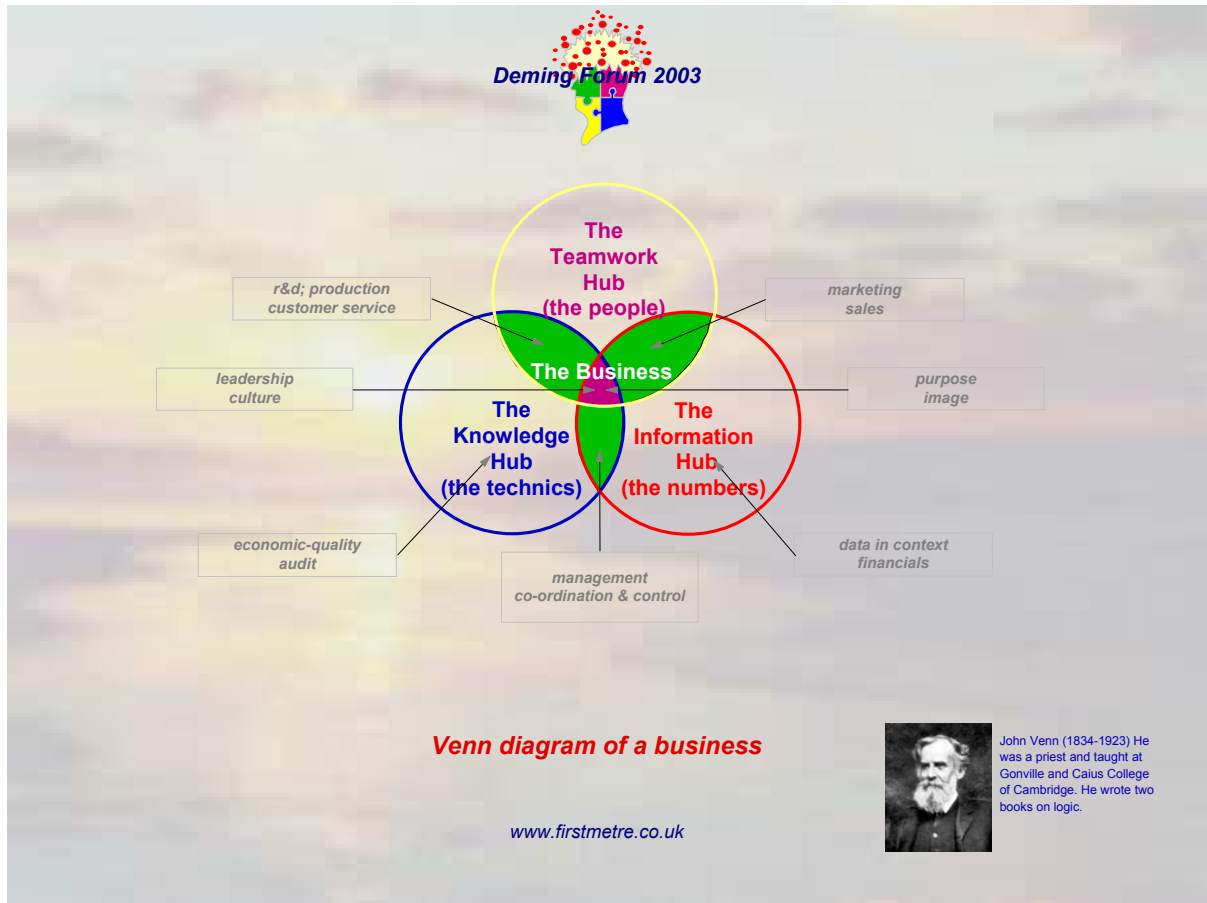 Deming Forum 2003
The
Teamwork
Hub
(the people)
r&d; production
customer service
marketing
sales
The Business
leadership
culture
purpose
image
The
Knowledge
Hub
(the technics)
The
Information
Hub
(the numbers)
economic-quality
audit
management
co-ordination & control
data in context
financials
Venn diagram of a business
John Venn (1834-1923) He
was a priest and taught at
Gonville and Caius College
of Cambridge. He wrote two
books on logic.
www.firstmetre.co.uk